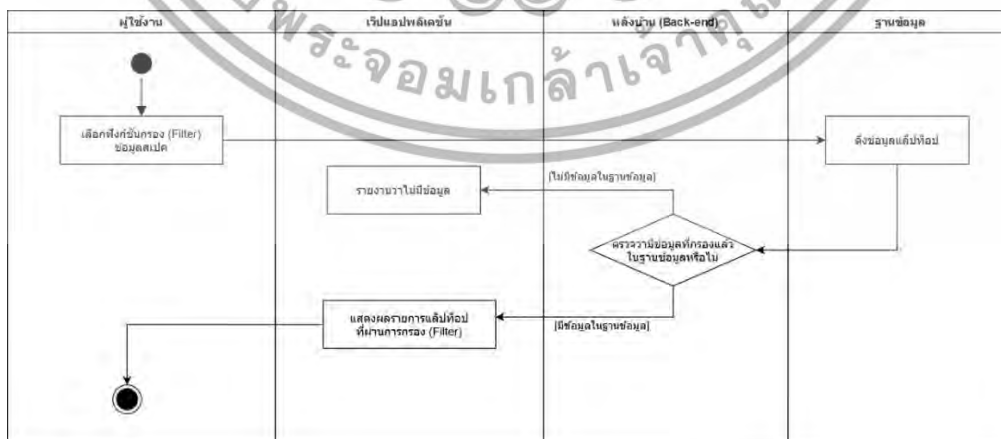 ผู้ใช้งาน
เว็ปแอปพลิเคชั่น
หลังบ้าน (Back-end)
ฐานข้อมูล
พระจอมเกล้าเจ้าคุณ
เลือกฟังก์ชันกรอง (Filter)
ข้อมูลสเปค
ดึงข้อมูลแล็ปท็อป
[ไม่มีข้อมูลในฐานข้อมูล]
รายงานว่าไม่มีข้อมูล
ตรวจว่ามีข้อมูลที่กรองแล้ว
ในฐานข้อมูลหรือไม่
แสดงผลรายการแล็ปท็อป
ที่ผ่านการกรอง (Filter)
[มีข้อมูลในฐานข้อมูล]